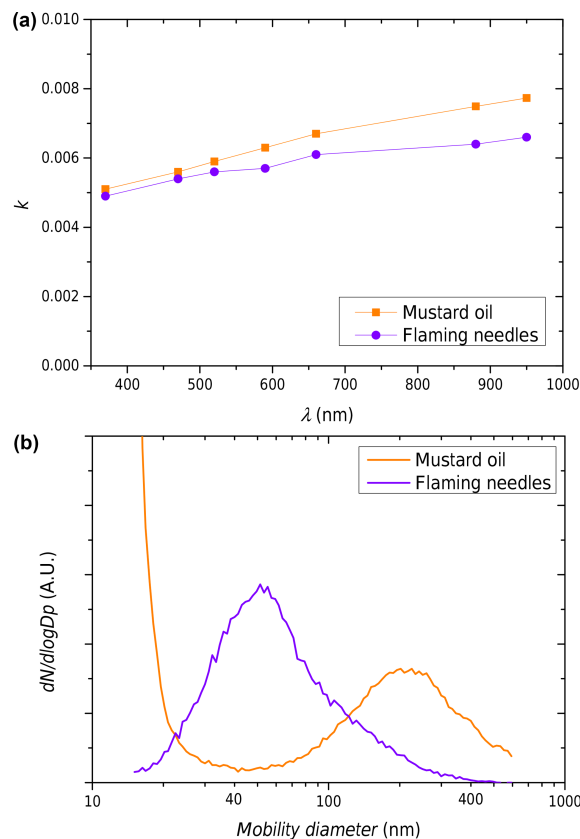 (a)
0.010
0.008
0.006
0.004
0.002
0.000
k
Mustard oil
Flaming needles
400 500 600 700 800 900 1000
λ (nm)
(b)
Mustard oil
Flaming needles
dN/dlogDp (A.U.)
10 40 100 400 1000
Mobility diameter (nm)